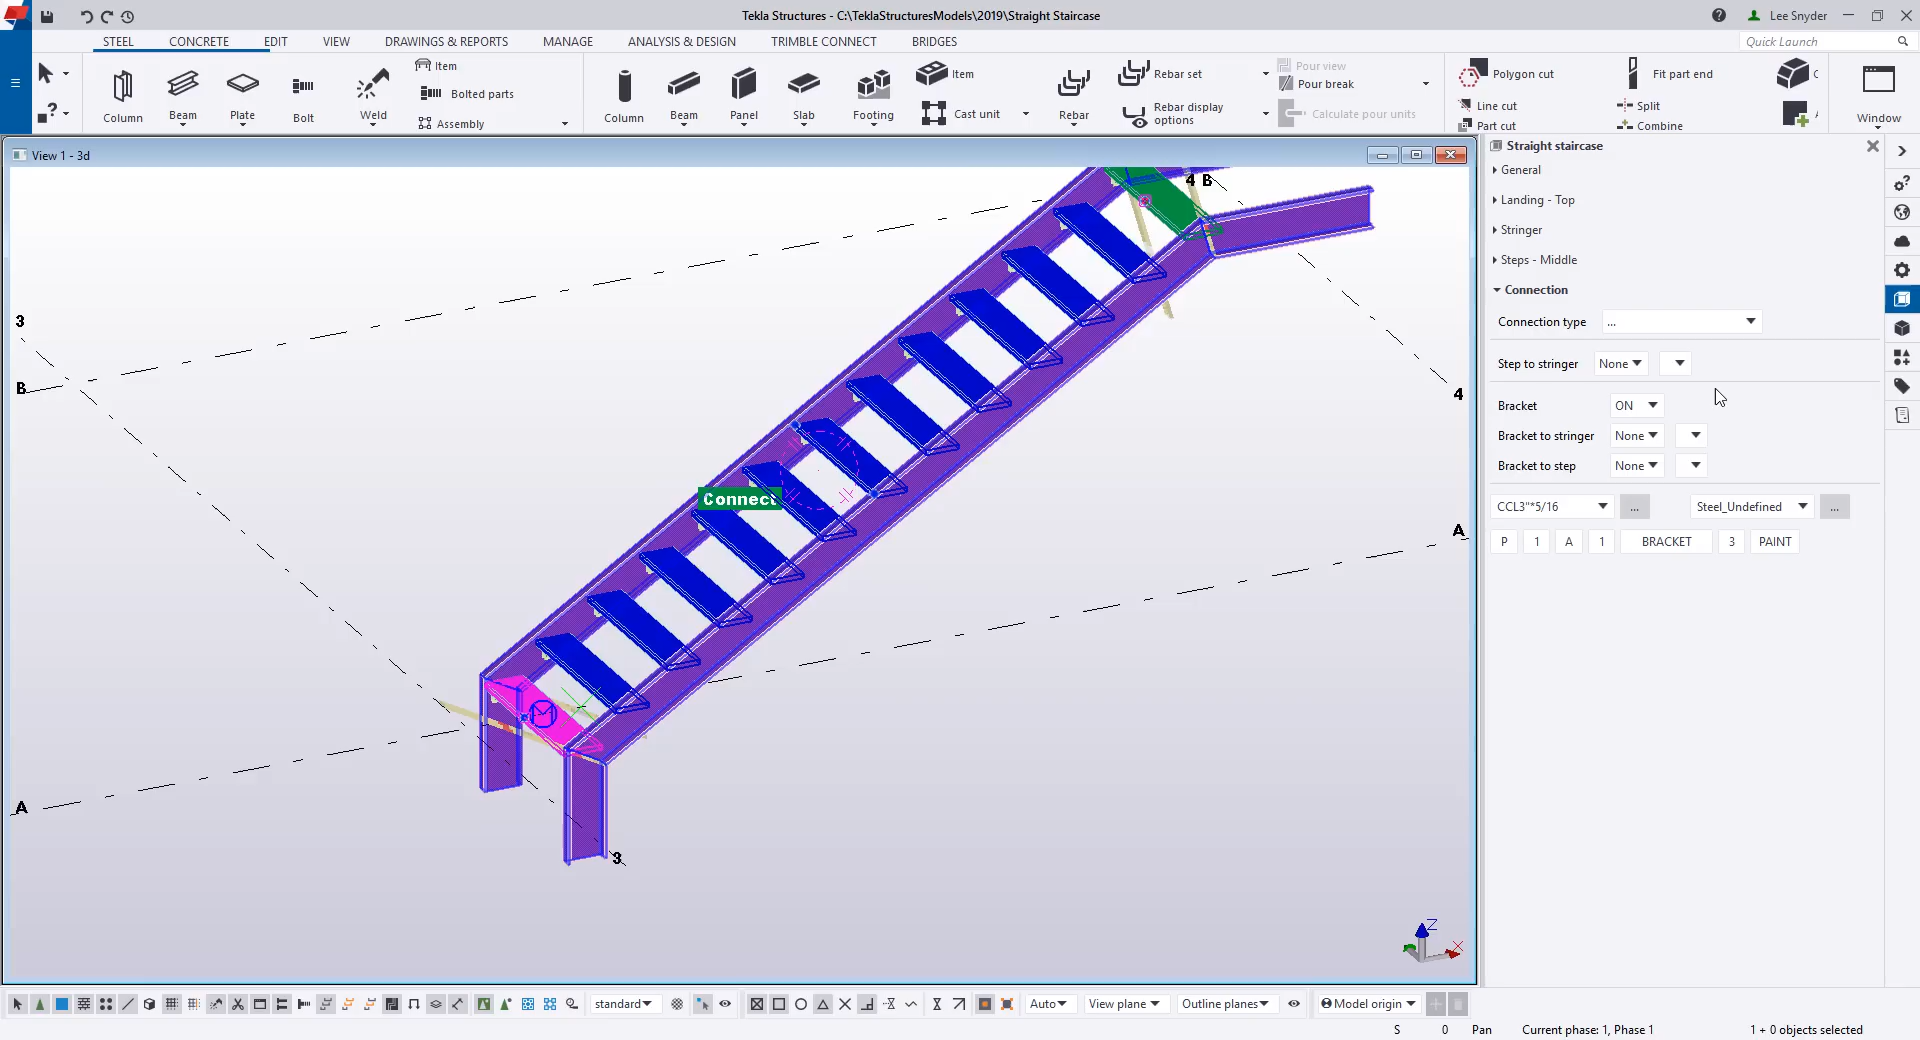 Tekla Structures - C:\TeklaStructuresModels\2019\Straight Staircase
Lee Snyder
STEEL CONCRETE EDIT VIEW DRAWINGS & REPORTS MANAGE ANALYSIS & DESIGN TRIMBLE CONNECT BRIDGES
Quick Launch
Column
Beam
Plate
Bolt
Weld
Item
Bolted parts
Assembly
Column
Beam
Panel
Slab
Footing
Item
Cast unit
Rebar
Rebar set
Rebar display options
Pour view
Pour break
Calculate pour units
Polygon cut
Line cut
Part cut
Fit part end
Split
Combine
Window
View 1 - 3d
4 B
3
B
4
A
A
3
Connect
M
Z
X
Straight staircase
General
Landing - Top
Stringer
Steps - Middle
Connection
Connection type ...
Step to stringer None
Bracket ON
Bracket to stringer None
Bracket to step None
CCL3"*5/16 ... Steel_Undefined ...
P 1 A 1 BRACKET 3 PAINT
standard Auto View plane Outline planes Model origin
S 0 Pan Current phase: 1, Phase 1 1 + 0 objects selected